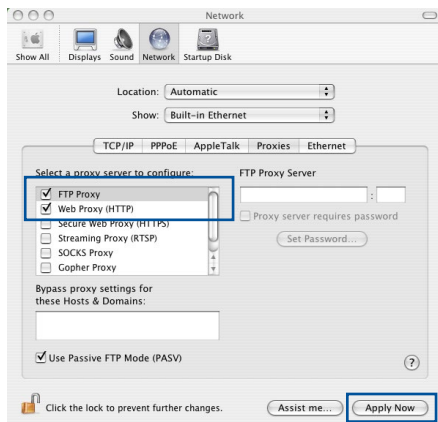 Network
Show All Displays Sound Network Startup Disk
Location: Automatic
Show: Built-in Ethernet
TCP/IP PPPoE AppleTalk Proxies Ethernet
Select a proxy server to configure: FTP Proxy Server
FTP Proxy
:
Web Proxy (HTTP)
Proxy server requires password
Secure Web Proxy (HTTPS)
Streaming Proxy (RTSP) Set Password...
SOCKS Proxy
Gopher Proxy
Bypass proxy settings for
these Hosts & Domains:
Use Passive FTP Mode (PASV) ?
Click the lock to prevent further changes. Assist me... Apply Now